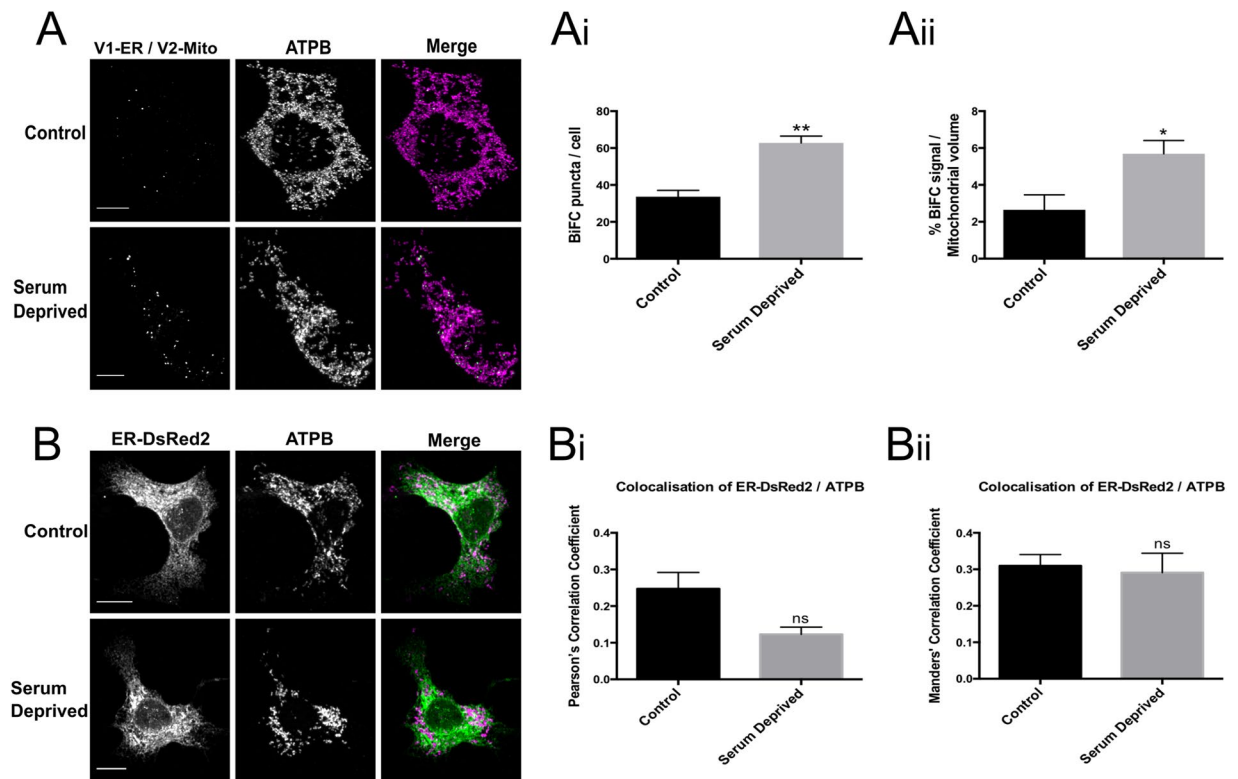 A
V1-ER / V2-Mito
ATPB
Merge
Control
Serum
Deprived
Ai
BiFC puncta / cell
80
60
40
20
0
**
Control
Serum Deprived
Aii
% BiFC signal /
Mitochondrial volume
8
6
4
2
0
*
Control
Serum Deprived
B
ER-DsRed2
ATPB
Merge
Control
Serum
Deprived
Bi
Colocalisation of ER-DsRed2 / ATPB
Pearson's Correlation Coefficient
0.4
0.3
0.2
0.1
0.0
ns
Control
Serum Deprived
Bii
Colocalisation of ER-DsRed2 / ATPB
Manders' Correlation Coefficient
0.4
0.3
0.2
0.1
0.0
ns
Control
Serum Deprived